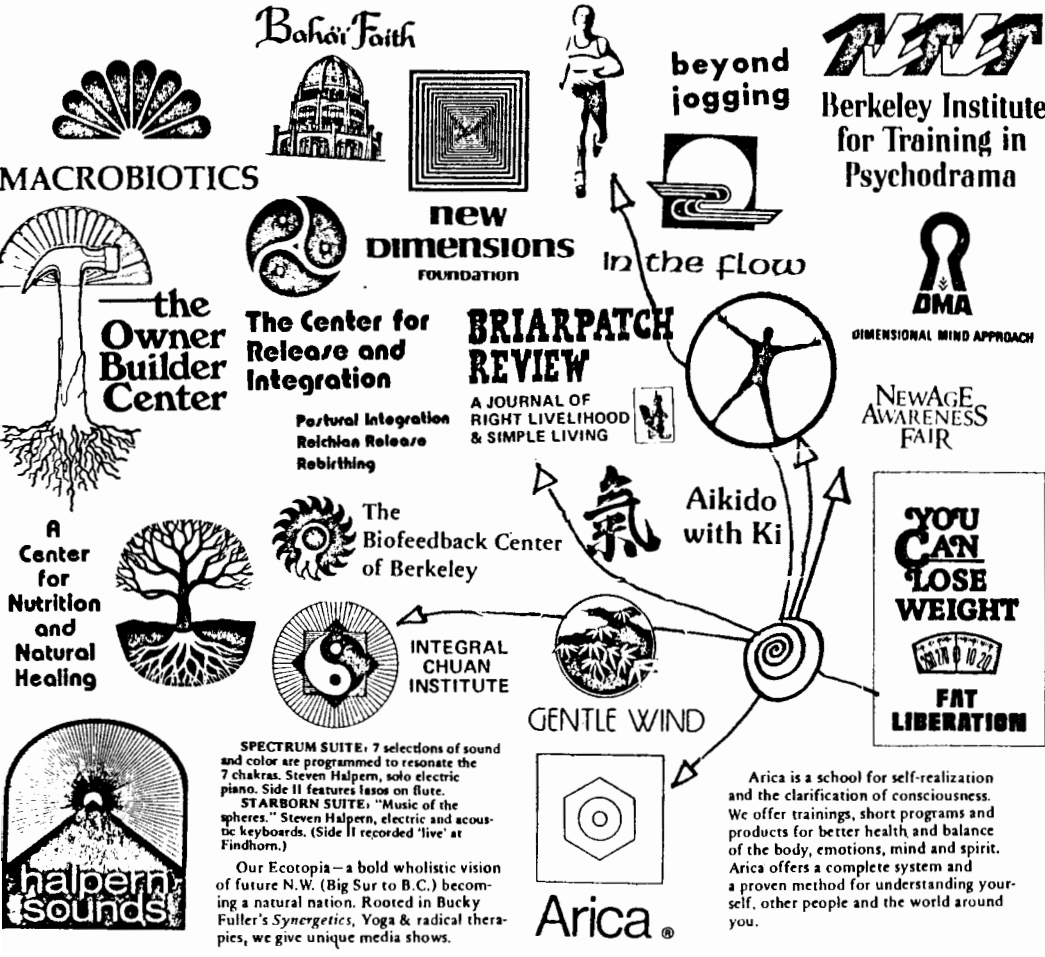 Bahá'í Faith
beyond
jogging
Berkeley Institute
for Training in
Psychodrama
MACROBIOTICS
new
DIMENSIONS
FOUNDATION
In the flow
DMA
DIMENSIONAL MIND APPROACH
the
Owner
Builder
Center
The Center for
Release and
Integration
Postural Integration
Reichian Release
Rebirthing
BRIARPATCH
REVIEW
A JOURNAL OF
RIGHT LIVELIHOOD
& SIMPLE LIVING
NEWAGE
AWARENESS
FAIR
A
Center
for
Nutrition
and
Natural
Healing
The
Biofeedback Center
of Berkeley
氣
Aikido
with Ki
YOU
CAN
LOSE
WEIGHT
FAT
LIBERATION
INTEGRAL
CHUAN
INSTITUTE
GENTLE WIND
halpern
sounds
SPECTRUM SUITE: 7 selections of sound
and color are programmed to resonate the
7 chakras. Steven Halpern, solo electric
piano. Side II features Iasos on flute.
STARBORN SUITE: "Music of the
spheres." Steven Halpern, electric and acous-
tic keyboards. (Side II recorded 'live' at
Findhorn.)
Our Ecotopia—a bold wholistic vision
of future N.W. (Big Sur to B.C.) becom-
ing a natural nation. Rooted in Bucky
Fuller's Synergetics, Yoga & radical thera-
pies, we give unique media shows.
Arica ®
Arica is a school for self-realization
and the clarification of consciousness.
We offer trainings, short programs and
products for better health and balance
of the body, emotions, mind and spirit.
Arica offers a complete system and
a proven method for understanding your-
self, other people and the world around
you.